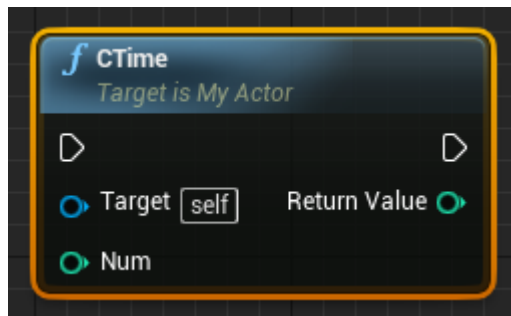 f CTime
Target is My Actor
Target self Return Value
Num